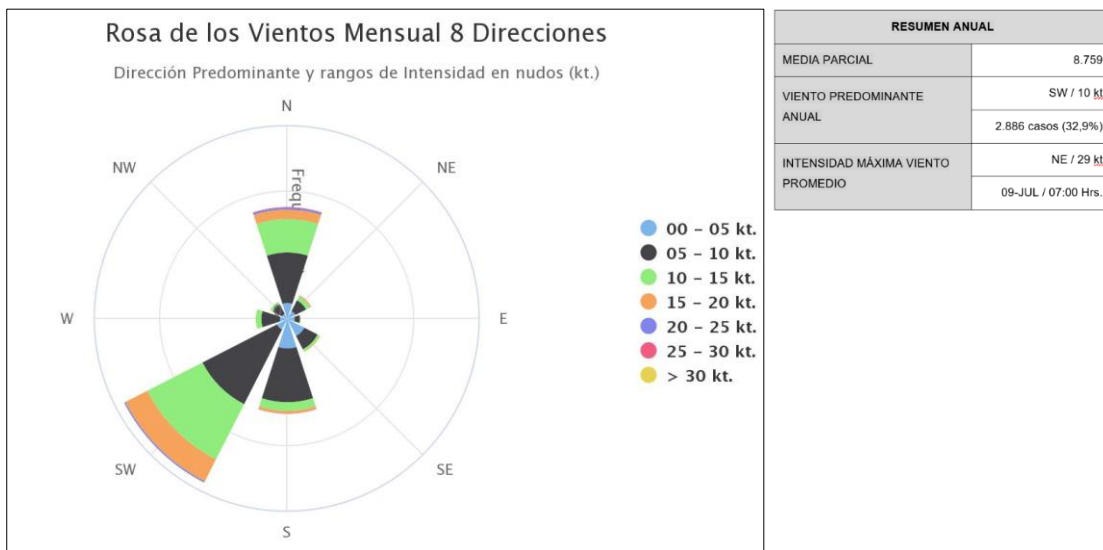 Rosa de los Vientos Mensual 8 Direcciones
Dirección Predominante y rangos de Intensidad en nudos (kt.)
N
NW
NE
W
E
SW
SE
S
00 – 05 kt.
05 – 10 kt.
10 – 15 kt.
15 – 20 kt.
20 – 25 kt.
25 – 30 kt.
> 30 kt.
RESUMEN ANUAL
MEDIA PARCIAL
8.759
VIENTO PREDOMINANTE
ANUAL
SW / 10 kt
2.886 casos (32,9%)
INTENSIDAD MÁXIMA VIENTO
PROMEDIO
NE / 29 kt
09-JUL / 07:00 Hrs.